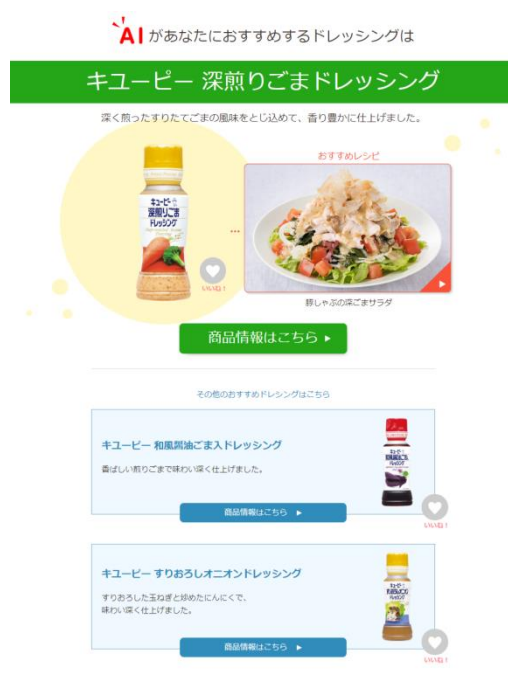 AIがあなたにおすすめするドレッシングは
キユーピー 深煎りごまドレッシング
深く煎ったすりたてごまの風味をとじ込めて、香り豊かに仕上げました。
おすすめレシピ
キユーピー
深煎りごま
ドレッシング
いいね!
豚しゃぶの深ごまサラダ
商品情報はこちら ▶
その他のおすすめドレシングはこちら
キユーピー 和風醤油ごま入ドレッシング
香ばしい煎りごまで味わい深く仕上げました。
商品情報はこちら ▶
いいね!
キユーピー すりおろしオニオンドレッシング
すりおろした玉ねぎと炒めたにんにくで、
味わい深く仕上げました。
商品情報はこちら ▶
いいね!